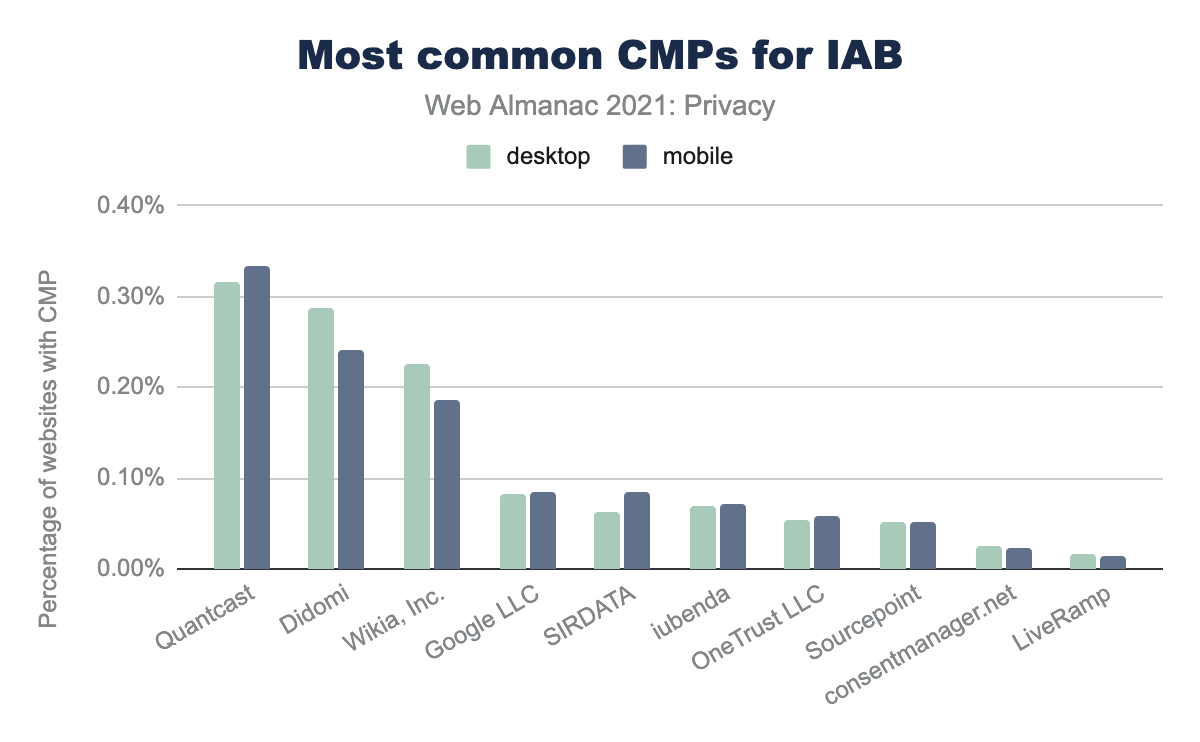 Most common CMPs for IAB
Web Almanac 2021: Privacy
desktop
mobile
Percentage of websites with CMP
0.40%
0.30%
0.20%
0.10%
0.00%
Quantcast
Didomi
Wikia, Inc.
Google LLC
SIRDATA
iubenda
OneTrust LLC
Sourcepoint
consentmanager.net
LiveRamp